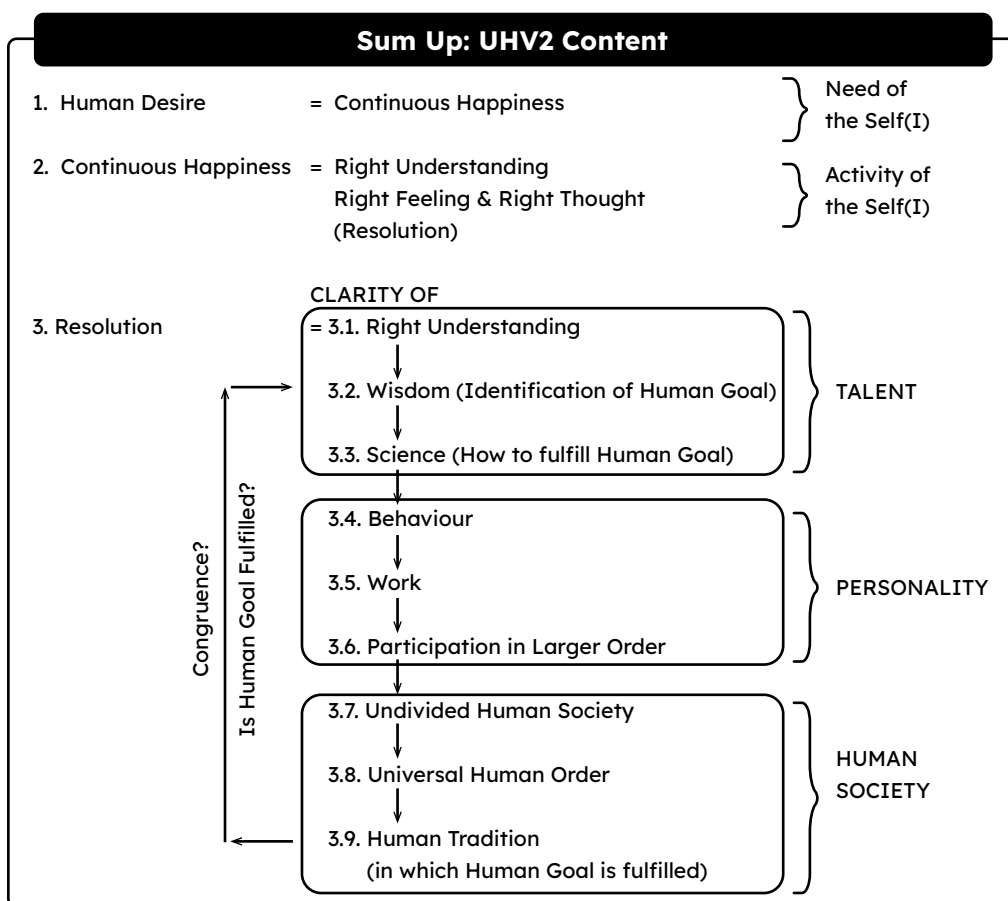 Sum Up: UHV2 Content
1. Human Desire = Continuous Happiness
Need of
the Self(I)
2. Continuous Happiness = Right Understanding
Right Feeling & Right Thought
(Resolution)
Activity of
the Self(I)
CLARITY OF
3. Resolution = 3.1. Right Understanding
3.2. Wisdom (Identification of Human Goal)
3.3. Science (How to fulfill Human Goal)
TALENT
3.4. Behaviour
3.5. Work
3.6. Participation in Larger Order
PERSONALITY
3.7. Undivided Human Society
3.8. Universal Human Order
3.9. Human Tradition
(in which Human Goal is fulfilled)
HUMAN
SOCIETY
Congruence?
Is Human Goal Fulfilled?